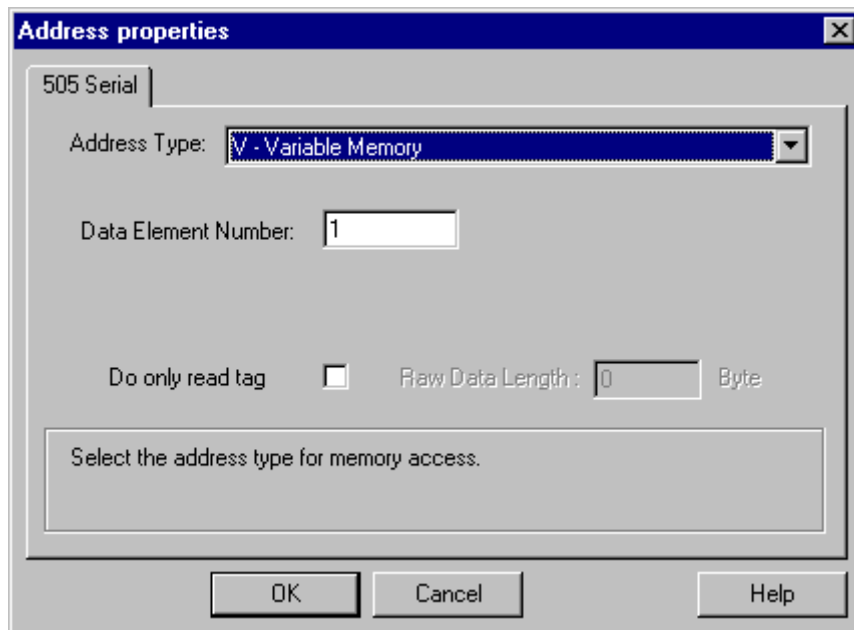 Address properties
505 Serial
Address Type: V - Variable Memory
Data Element Number: 1
Do only read tag Raw Data Length : 0 Byte
Select the address type for memory access.
OK Cancel Help